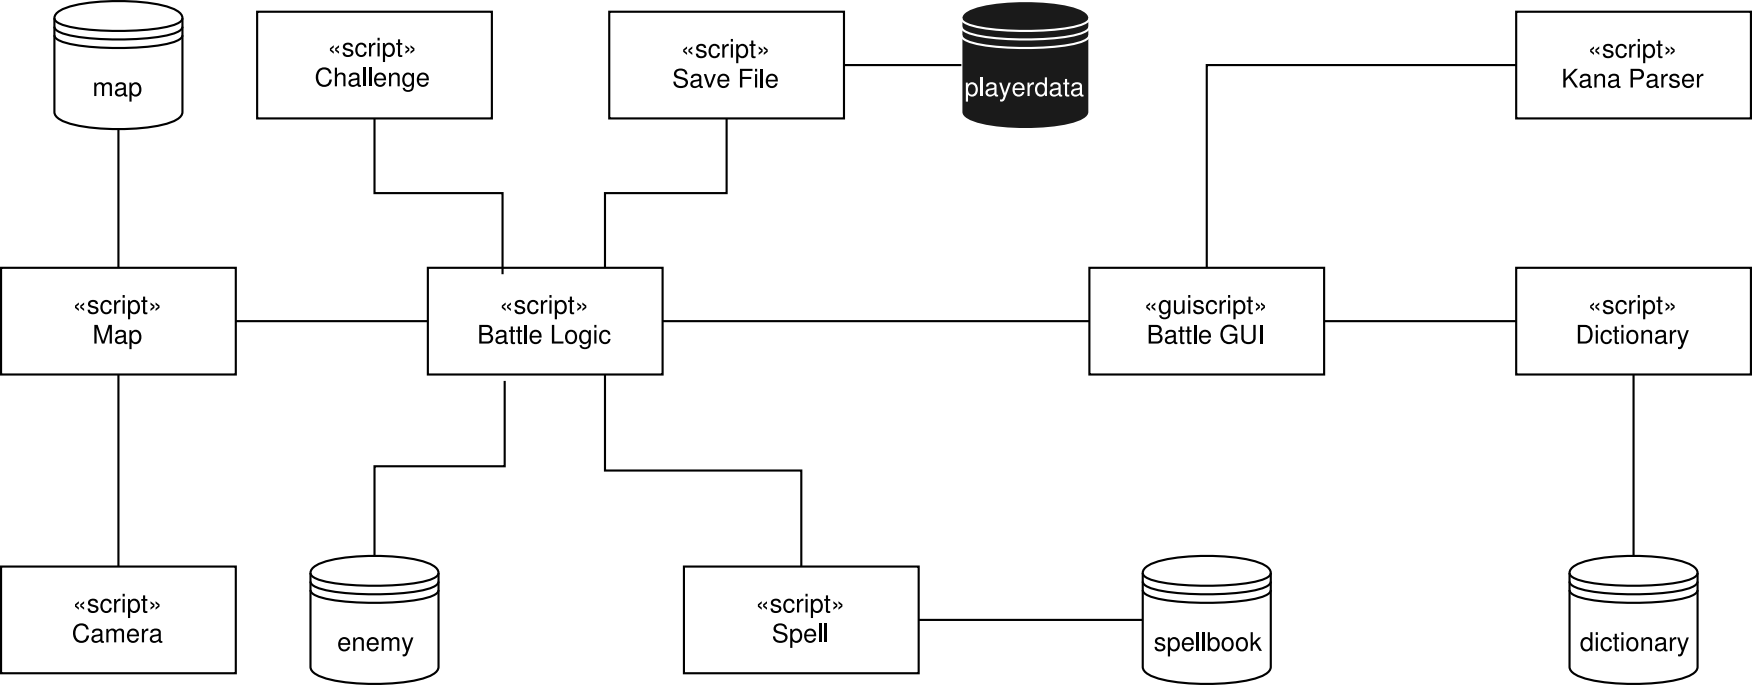 map
«script»
Challenge
«script»
Save File
playerdata
«script»
Kana Parser
«script»
Map
«script»
Battle Logic
«guiscript»
Battle GUI
«script»
Dictionary
«script»
Camera
enemy
«script»
Spell
spellbook
dictionary